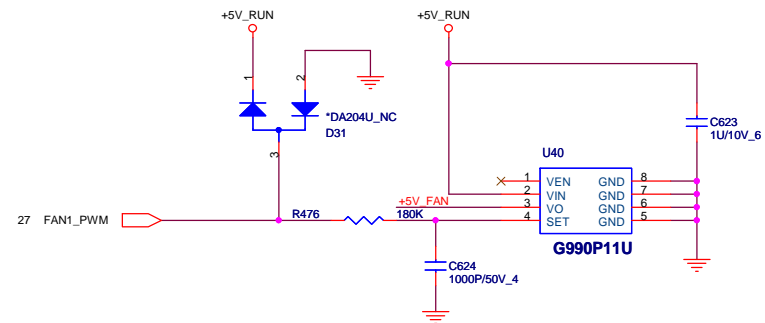 +5V_RUN
+5V_RUN
1
2
*DA204U_NC
D31
3
C623
1U/10V_6
U40
1
2
3
4
VEN
VIN
VO
SET
GND
GND
GND
GND
8
7
6
5
+5V_FAN
27 FAN1_PWM
R476
180K
G990P11U
C624
1000P/50V_4